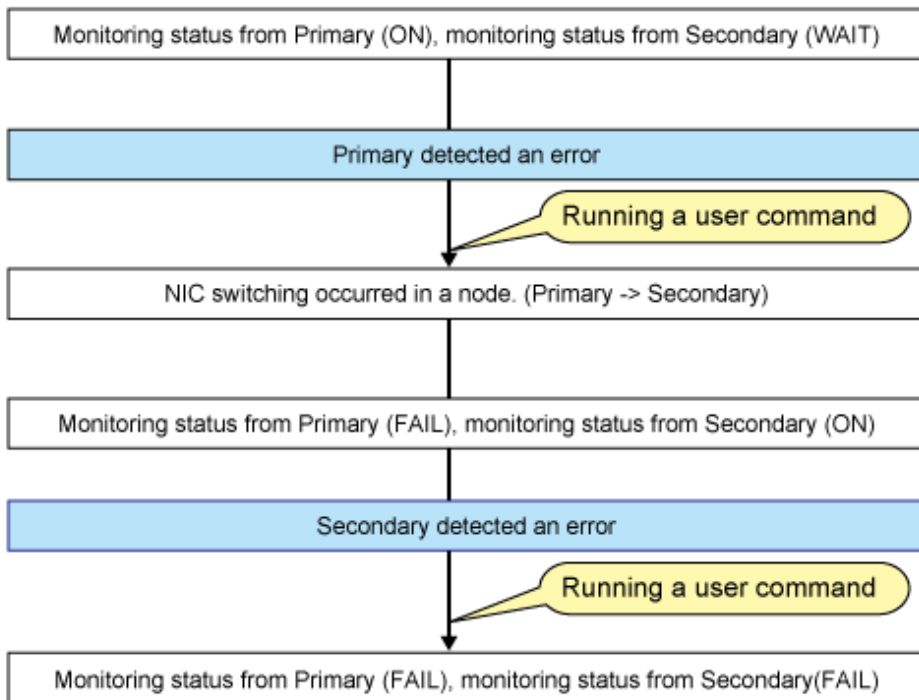 Monitoring status from Primary (ON), monitoring status from Secondary (WAIT)
Primary detected an error
Running a user command
NIC switching occurred in a node. (Primary -> Secondary)
Monitoring status from Primary (FAIL), monitoring status from Secondary (ON)
Secondary detected an error
Running a user command
Monitoring status from Primary (FAIL), monitoring status from Secondary(FAIL)